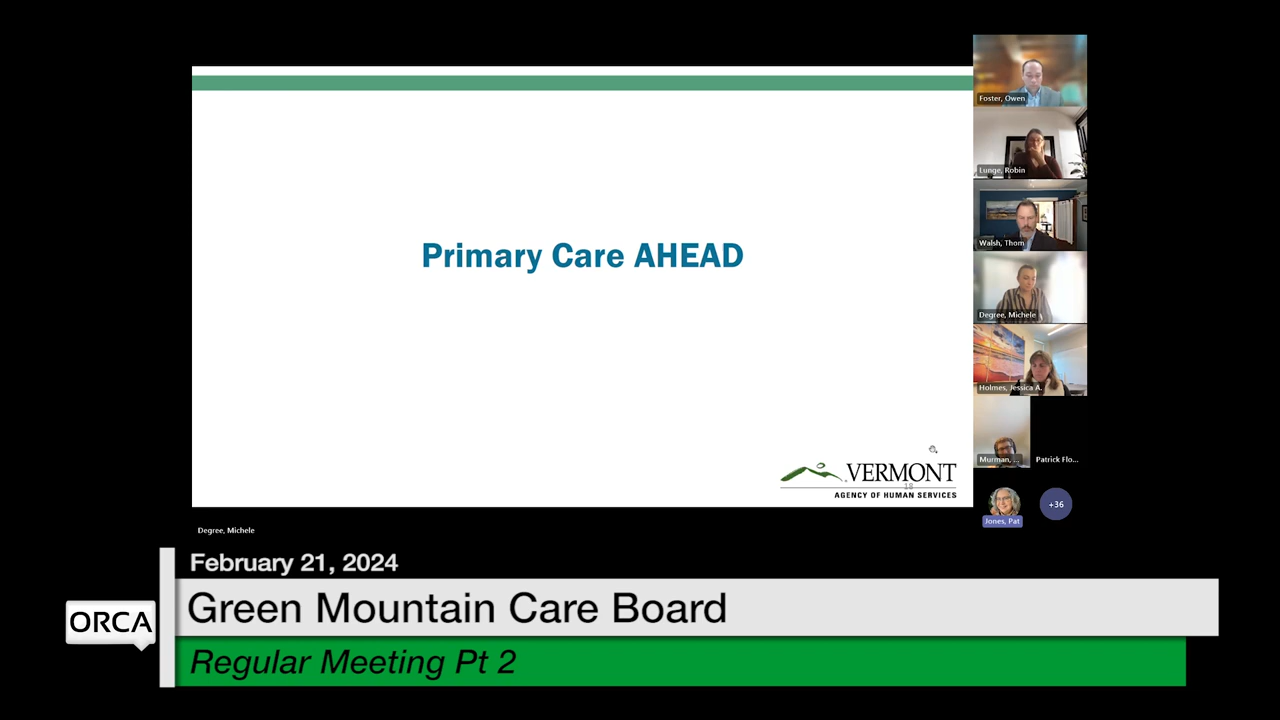 Primary Care AHEAD
VERMONT
18
AGENCY OF HUMAN SERVICES
Foster, Owen
Lunge, Robin
Walsh, Thom
Degree, Michele
Holmes, Jessica A.
Murman, ...
Patrick Flo...
Jones, Pat
+36
Degree, Michele
February 21, 2024
ORCA
Green Mountain Care Board
Regular Meeting Pt 2